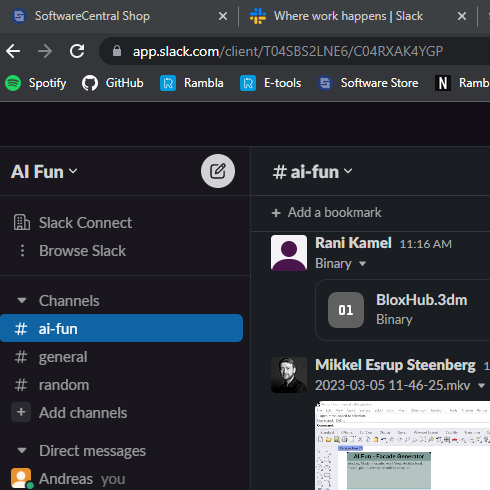 SoftwareCentral Shop
Where work happens | Slack
app.slack.com/client/T04SBS2LNE6/C04RXAK4YGP
Spotify GitHub Rambla E-tools Software Store Ramb
AI Fun
# ai-fun
Slack Connect
Browse Slack
+ Add a bookmark
Rani Kamel 11:16 AM
Binary
01
BloxHub.3dm
Binary
Channels
# ai-fun
# general
# random
+ Add channels
Mikkel Esrup Steenberg 1
2023-03-05 11-46-25.mkv
AI Fun - Facade Generator
Direct messages
Andreas you